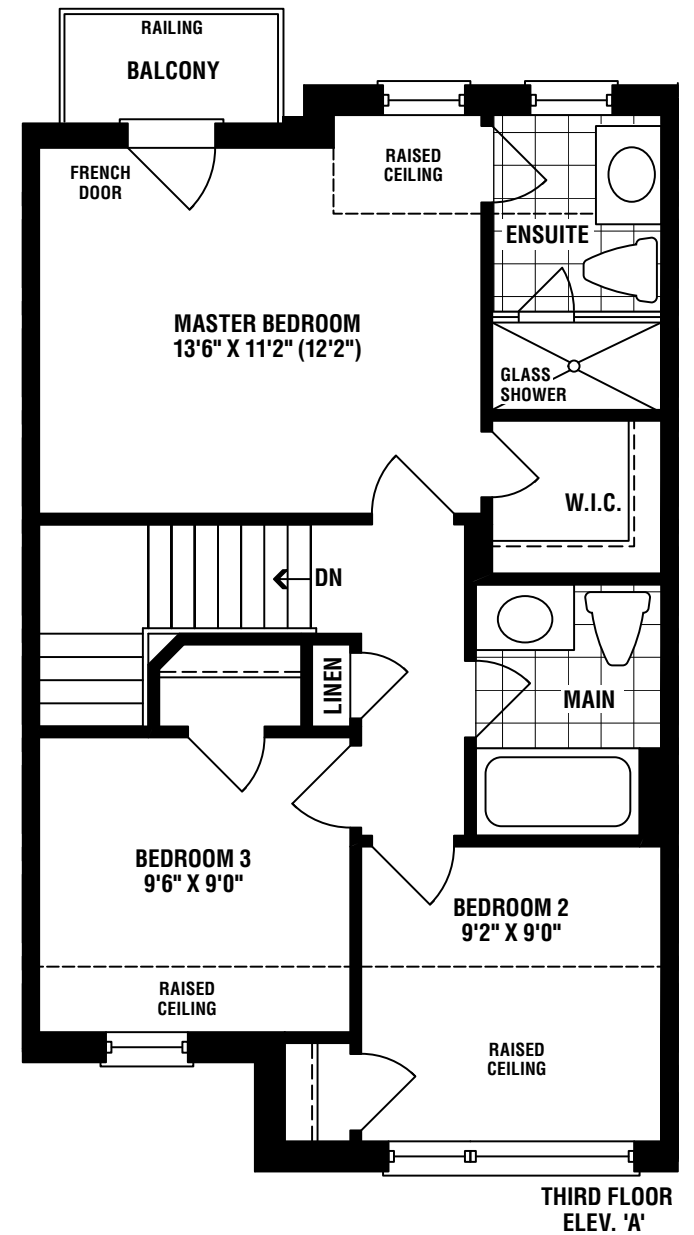 RAILING
BALCONY
FRENCH
DOOR
RAISED
CEILING
ENSUITE
MASTER BEDROOM
13'6" X 11'2" (12'2")
GLASS
SHOWER
W.I.C.
DN
LINEN
MAIN
BEDROOM 3
9'6" X 9'0"
BEDROOM 2
9'2" X 9'0"
RAISED
CEILING
RAISED
CEILING
THIRD FLOOR
ELEV. 'A'